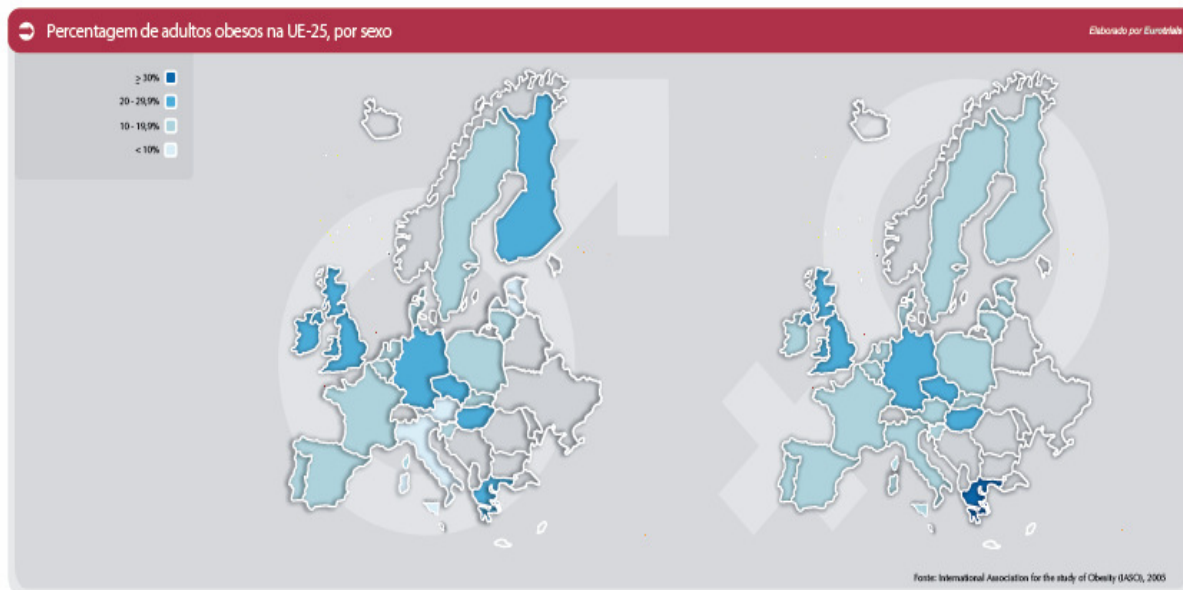 Percentagem de adultos obesos na UE-25, por sexo
Elaborado por Eurotrials
≥ 30%
20 - 29,9%
10 - 19,9%
< 10%
Fonte: International Association for the study of Obesity (IASO), 2005